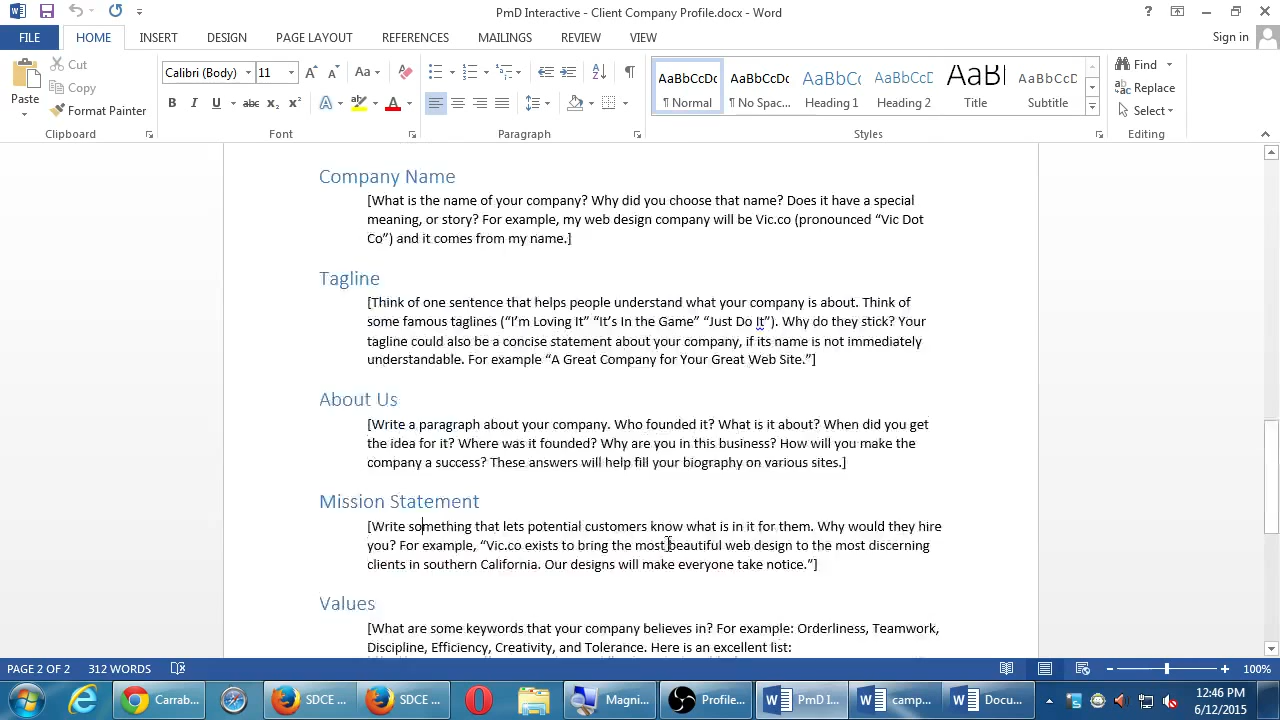 PmD Interactive - Client Company Profile.docx - Word
FILE HOME INSERT DESIGN PAGE LAYOUT REFERENCES MAILINGS REVIEW VIEW Sign in
Paste
Cut
Copy
Format Painter
Clipboard
Calibri (Body) 11
Font
Paragraph
AaBbCcDc AaBbCcDc AaBbCc AaBbCcD AaB AaBbCcD
¶ Normal ¶ No Spac... Heading 1 Heading 2 Title Subtitle
Styles
Find
Replace
Select
Editing
Company Name
[What is the name of your company? Why did you choose that name? Does it have a special
meaning, or story? For example, my web design company will be Vic.co (pronounced “Vic Dot
Co”) and it comes from my name.]
Tagline
[Think of one sentence that helps people understand what your company is about. Think of
some famous taglines (“I’m Loving It” “It’s In the Game” “Just Do It”). Why do they stick? Your
tagline could also be a concise statement about your company, if its name is not immediately
understandable. For example “A Great Company for Your Great Web Site.”]
About Us
[Write a paragraph about your company. Who founded it? What is it about? When did you get
the idea for it? Where was it founded? Why are you in this business? How will you make the
company a success? These answers will help fill your biography on various sites.]
Mission Statement
[Write something that lets potential customers know what is in it for them. Why would they hire
you? For example, “Vic.co exists to bring the most beautiful web design to the most discerning
clients in southern California. Our designs will make everyone take notice.”]
Values
[What are some keywords that your company believes in? For example: Orderliness, Teamwork,
Discipline, Efficiency, Creativity, and Tolerance. Here is an excellent list:
PAGE 2 OF 2 312 WORDS 100%
Carrab... SDCE ... SDCE ... Magni... Profile... PmD I... camp... Docu...
12:46 PM
6/12/2015